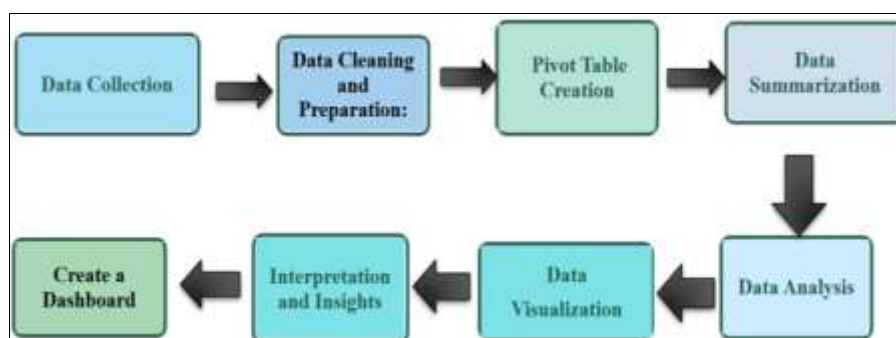 Data Collection
Data Cleaning
and
Preparation:
Pivot Table
Creation
Data
Summarization
Data Analysis
Data
Visualization
Interpretation
and Insights
Create a
Dashboard